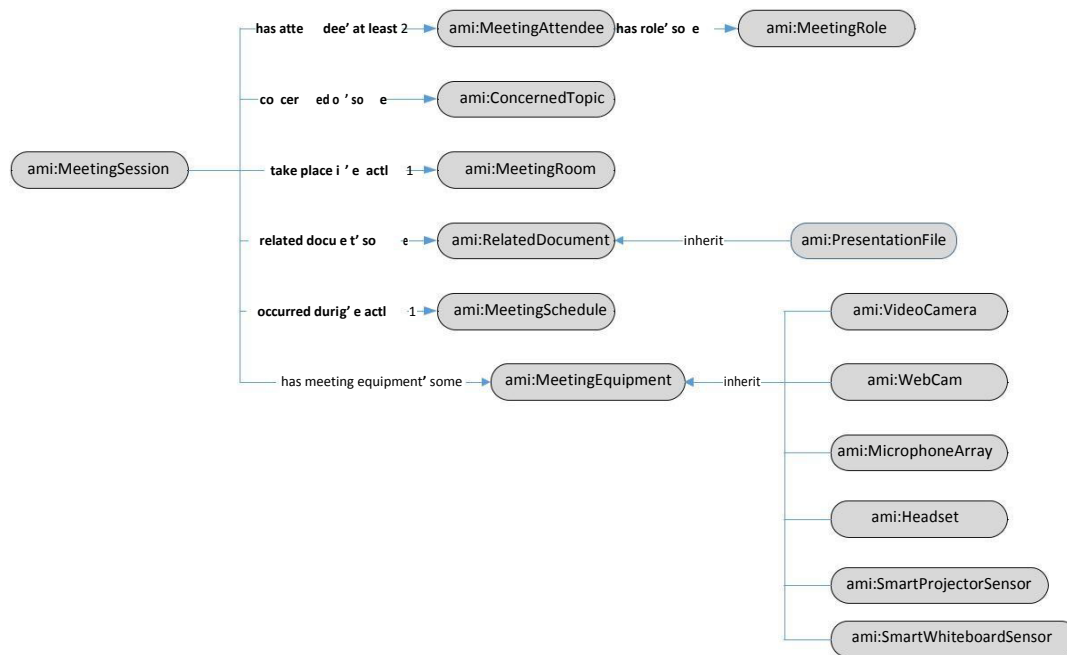 has atte dee’ at least 2
ami:MeetingAttendee
has role’ so e
ami:MeetingRole
co cer ed o ’ so e
ami:ConcernedTopic
ami:MeetingSession
take place i ’ e actl 1
ami:MeetingRoom
related docu e t’ so e
ami:RelatedDocument
inherit
ami:PresentationFile
occurred durig’ e actl 1
ami:MeetingSchedule
ami:VideoCamera
has meeting equipment’ some
ami:MeetingEquipment
inherit
ami:WebCam
ami:MicrophoneArray
ami:Headset
ami:SmartProjectorSensor
ami:SmartWhiteboardSensor